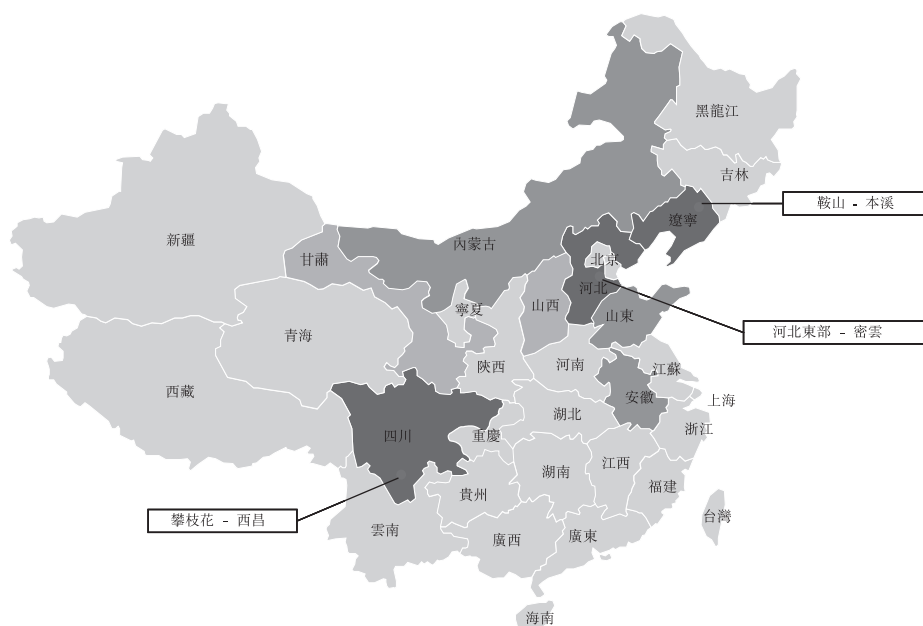 黑龍江
吉林
鞍山 - 本溪
遼寧
新疆
內蒙古
甘肅
北京
河北
寧夏
山西
山東
河北東部 - 密雲
青海
陝西
河南
江蘇
西藏
安徽
上海
湖北
浙江
四川
重慶
江西
湖南
福建
貴州
攀枝花 - 西昌
台灣
雲南
廣東
廣西
海南